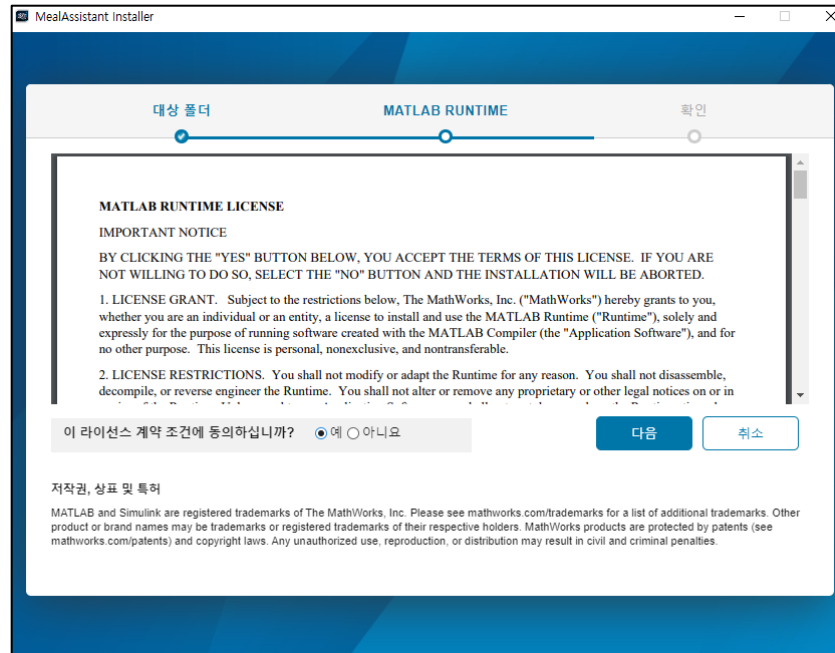 MealAssistant Installer
대상 폴더
MATLAB RUNTIME
확인
MATLAB RUNTIME LICENSE
IMPORTANT NOTICE
BY CLICKING THE "YES" BUTTON BELOW, YOU ACCEPT THE TERMS OF THIS LICENSE.  IF YOU ARE
NOT WILLING TO DO SO, SELECT THE "NO" BUTTON AND THE INSTALLATION WILL BE ABORTED.
1. LICENSE GRANT.   Subject to the restrictions below, The MathWorks, Inc. ("MathWorks") hereby grants to you,
whether you are an individual or an entity, a license to install and use the MATLAB Runtime ("Runtime"), solely and
expressly for the purpose of running software created with the MATLAB Compiler (the "Application Software"), and for
no other purpose.  This license is personal, nonexclusive, and nontransferable.
2. LICENSE RESTRICTIONS.  You shall not modify or adapt the Runtime for any reason.  You shall not disassemble,
decompile, or reverse engineer the Runtime.  You shall not alter or remove any proprietary or other legal notices on or in
이 라이선스 계약 조건에 동의하십니까? 예 아니요
다음
취소
저작권, 상표 및 특허
MATLAB and Simulink are registered trademarks of The MathWorks, Inc. Please see mathworks.com/trademarks for a list of additional trademarks. Other
product or brand names may be trademarks or registered trademarks of their respective holders. MathWorks products are protected by patents (see
mathworks.com/patents) and copyright laws. Any unauthorized use, reproduction, or distribution may result in civil and criminal penalties.